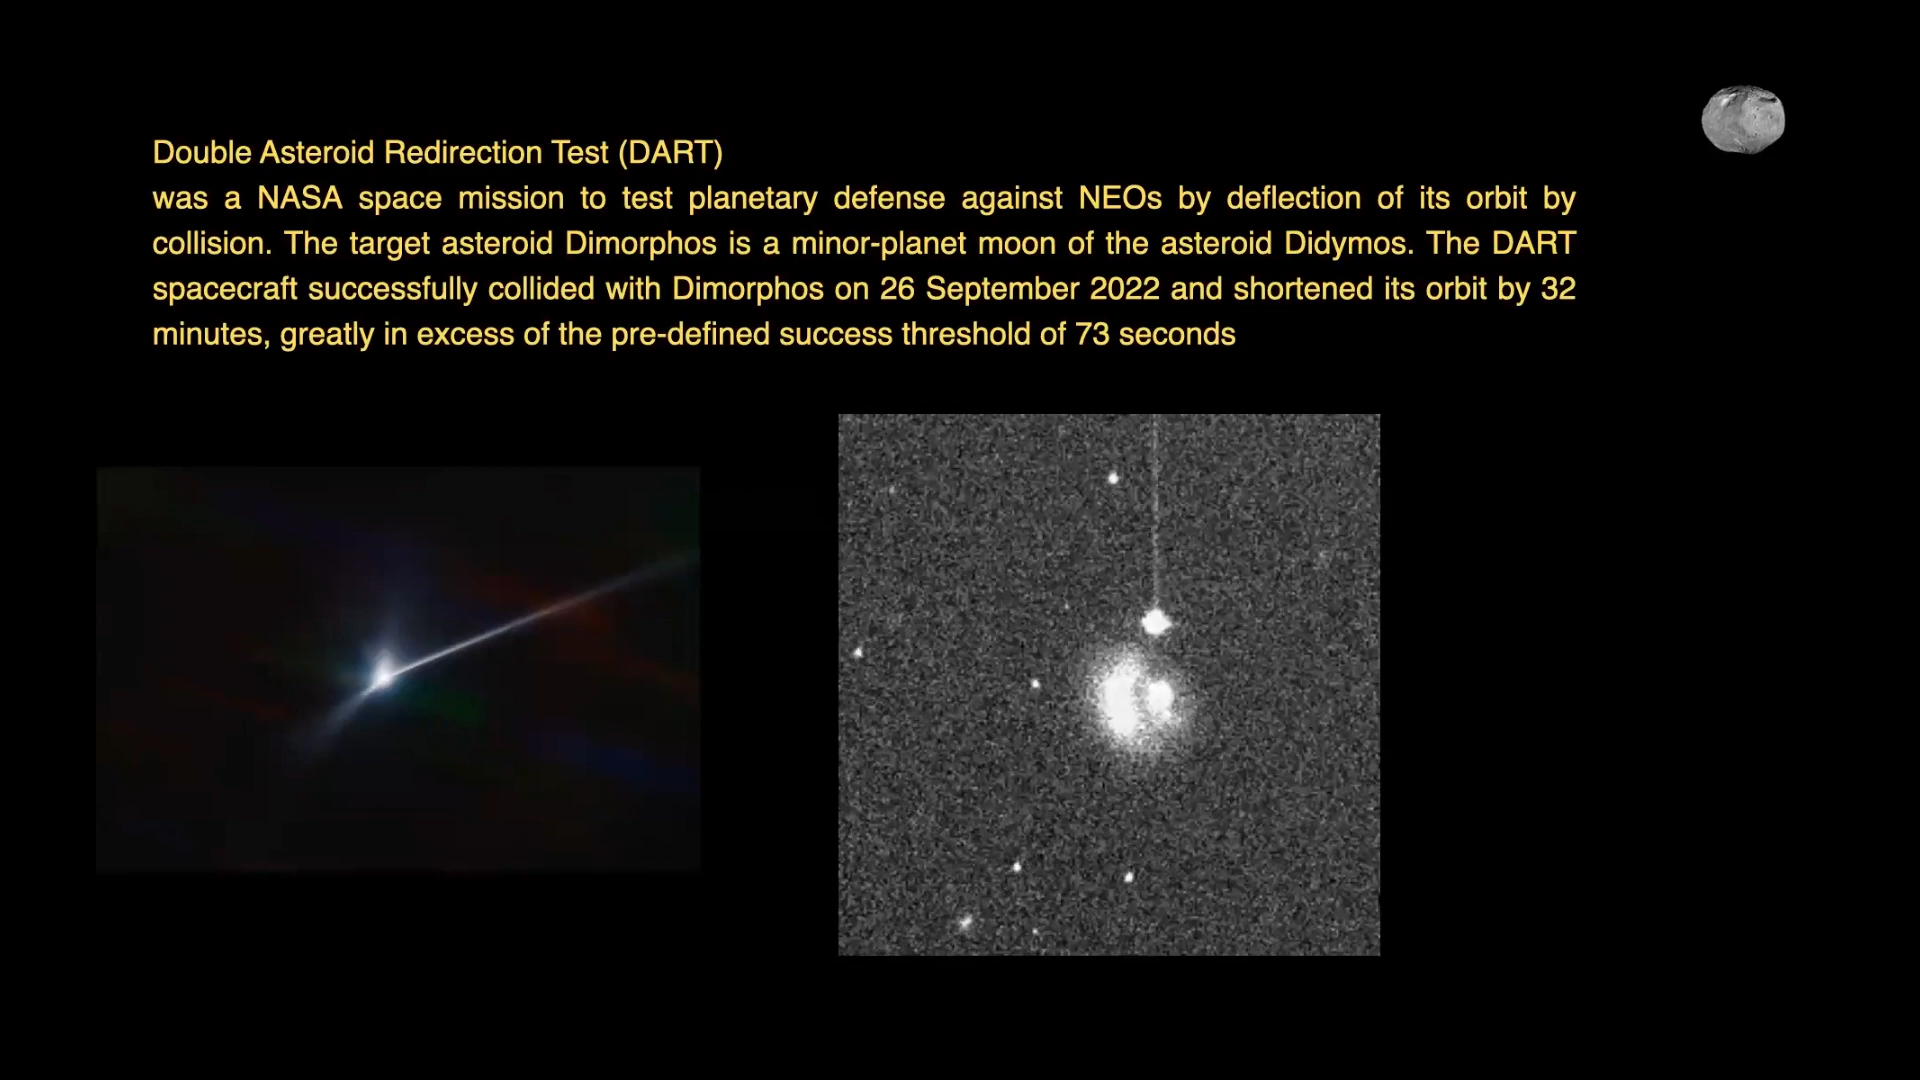 Double Asteroid Redirection Test (DART)
was a NASA space mission to test planetary defense against NEOs by deflection of its orbit by
collision. The target asteroid Dimorphos is a minor-planet moon of the asteroid Didymos. The DART
spacecraft successfully collided with Dimorphos on 26 September 2022 and shortened its orbit by 32
minutes, greatly in excess of the pre-defined success threshold of 73 seconds